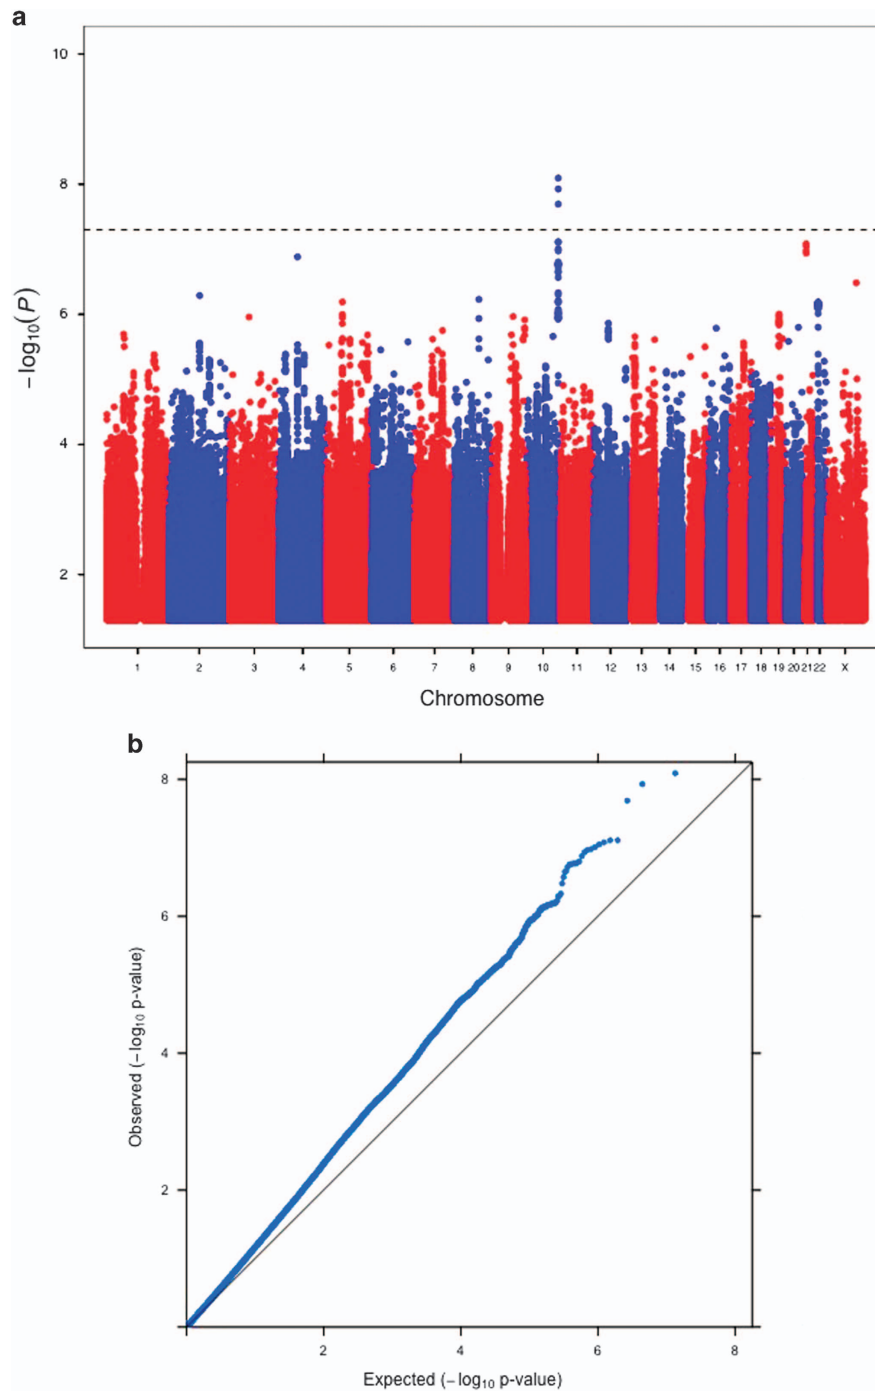 a
10
8
6
4
2
−log10(P)
1 2 3 4 5 6 7 8 9 10 11 12 13 14 15 16 17 18 19 20 21 22 X
Chromosome
b
8
6
4
2
Observed (−log10 p-value)
2 4 6 8
Expected (−log10 p-value)